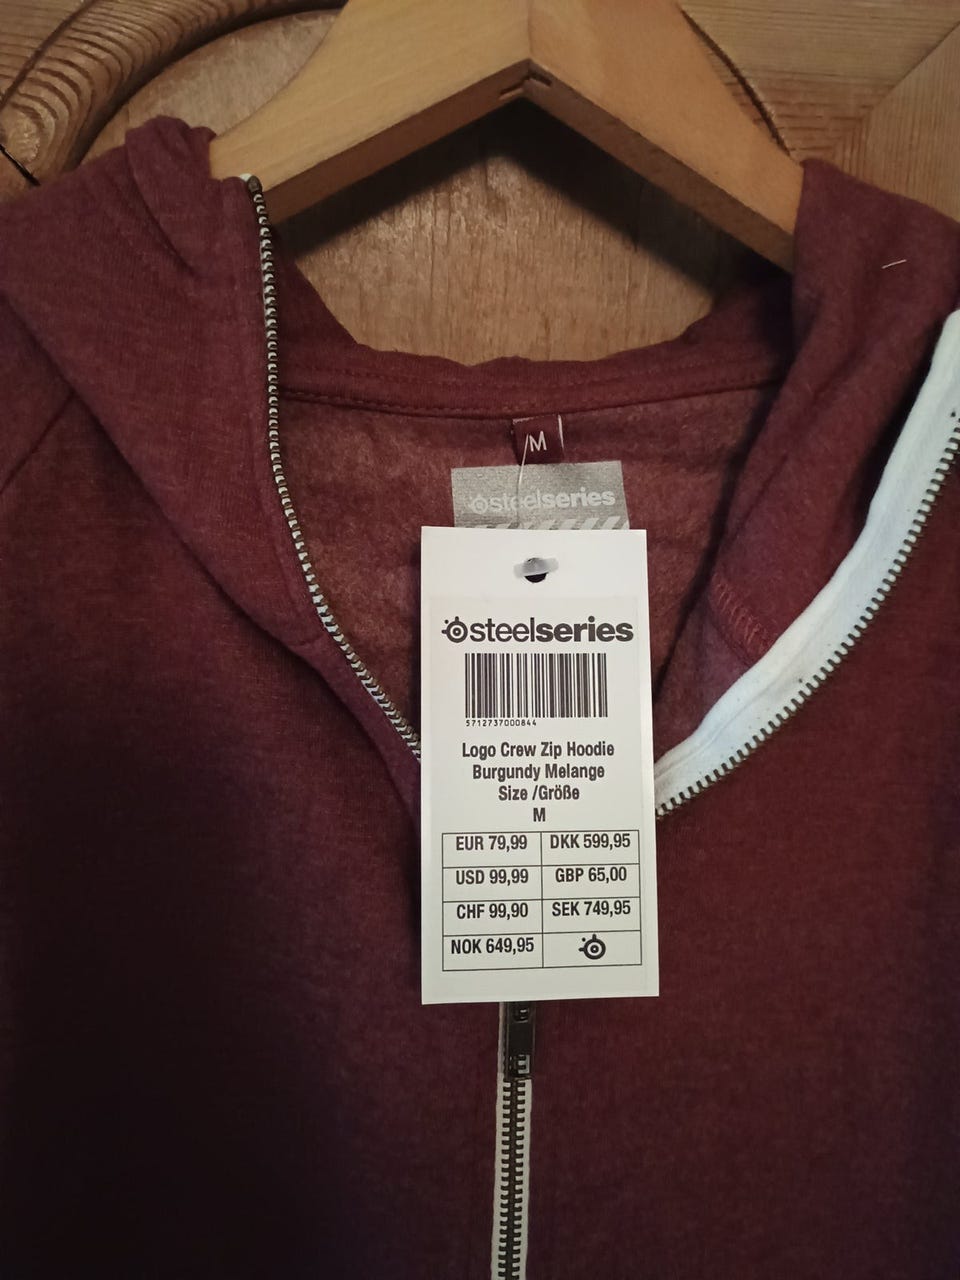 M
steelseries
steelseries
5712737000844
Logo Crew Zip Hoodie
Burgundy Melange
Size /Größe
M
EUR 79,99 DKK 599,95
USD 99,99 GBP 65,00
CHF 99,90 SEK 749,95
NOK 649,95